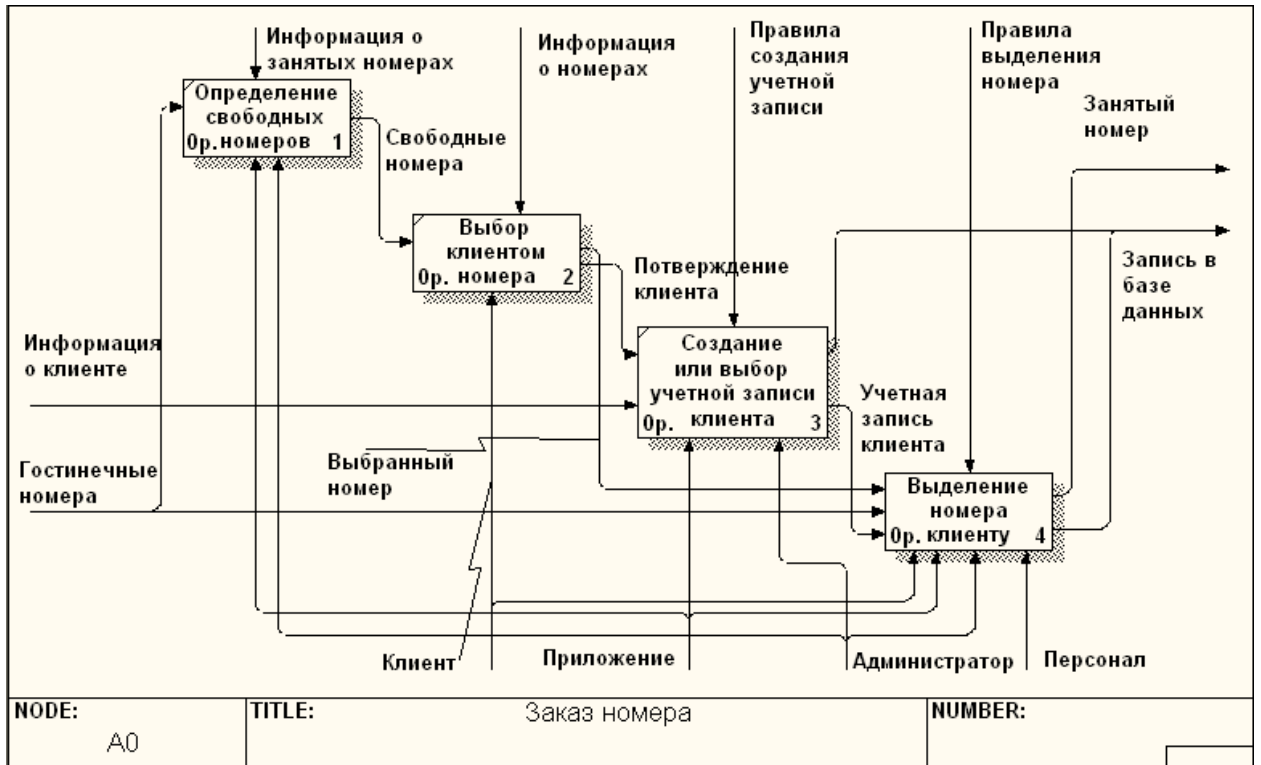 Информация о
занятых номерах
Информация
о номерах
Правила
создания
учетной
записи
Правила
выделения
номера
Занятый
номер
Определение
свободных
0р. номеров 1
Свободные
номера
Выбор
клиентом
0р. номера 2
Потверждение
клиента
Запись в
базе
данных
Информация
о клиенте
Создание
или выбор
учетной записи
0р. клиента 3
Учетная
запись
клиента
Гостинечные
номера
Выбранный
номер
Выделение
номера
0р. клиенту 4
Клиент
Приложение
Администратор
Персонал
NODE:
A0
TITLE:
Заказ номера
NUMBER: